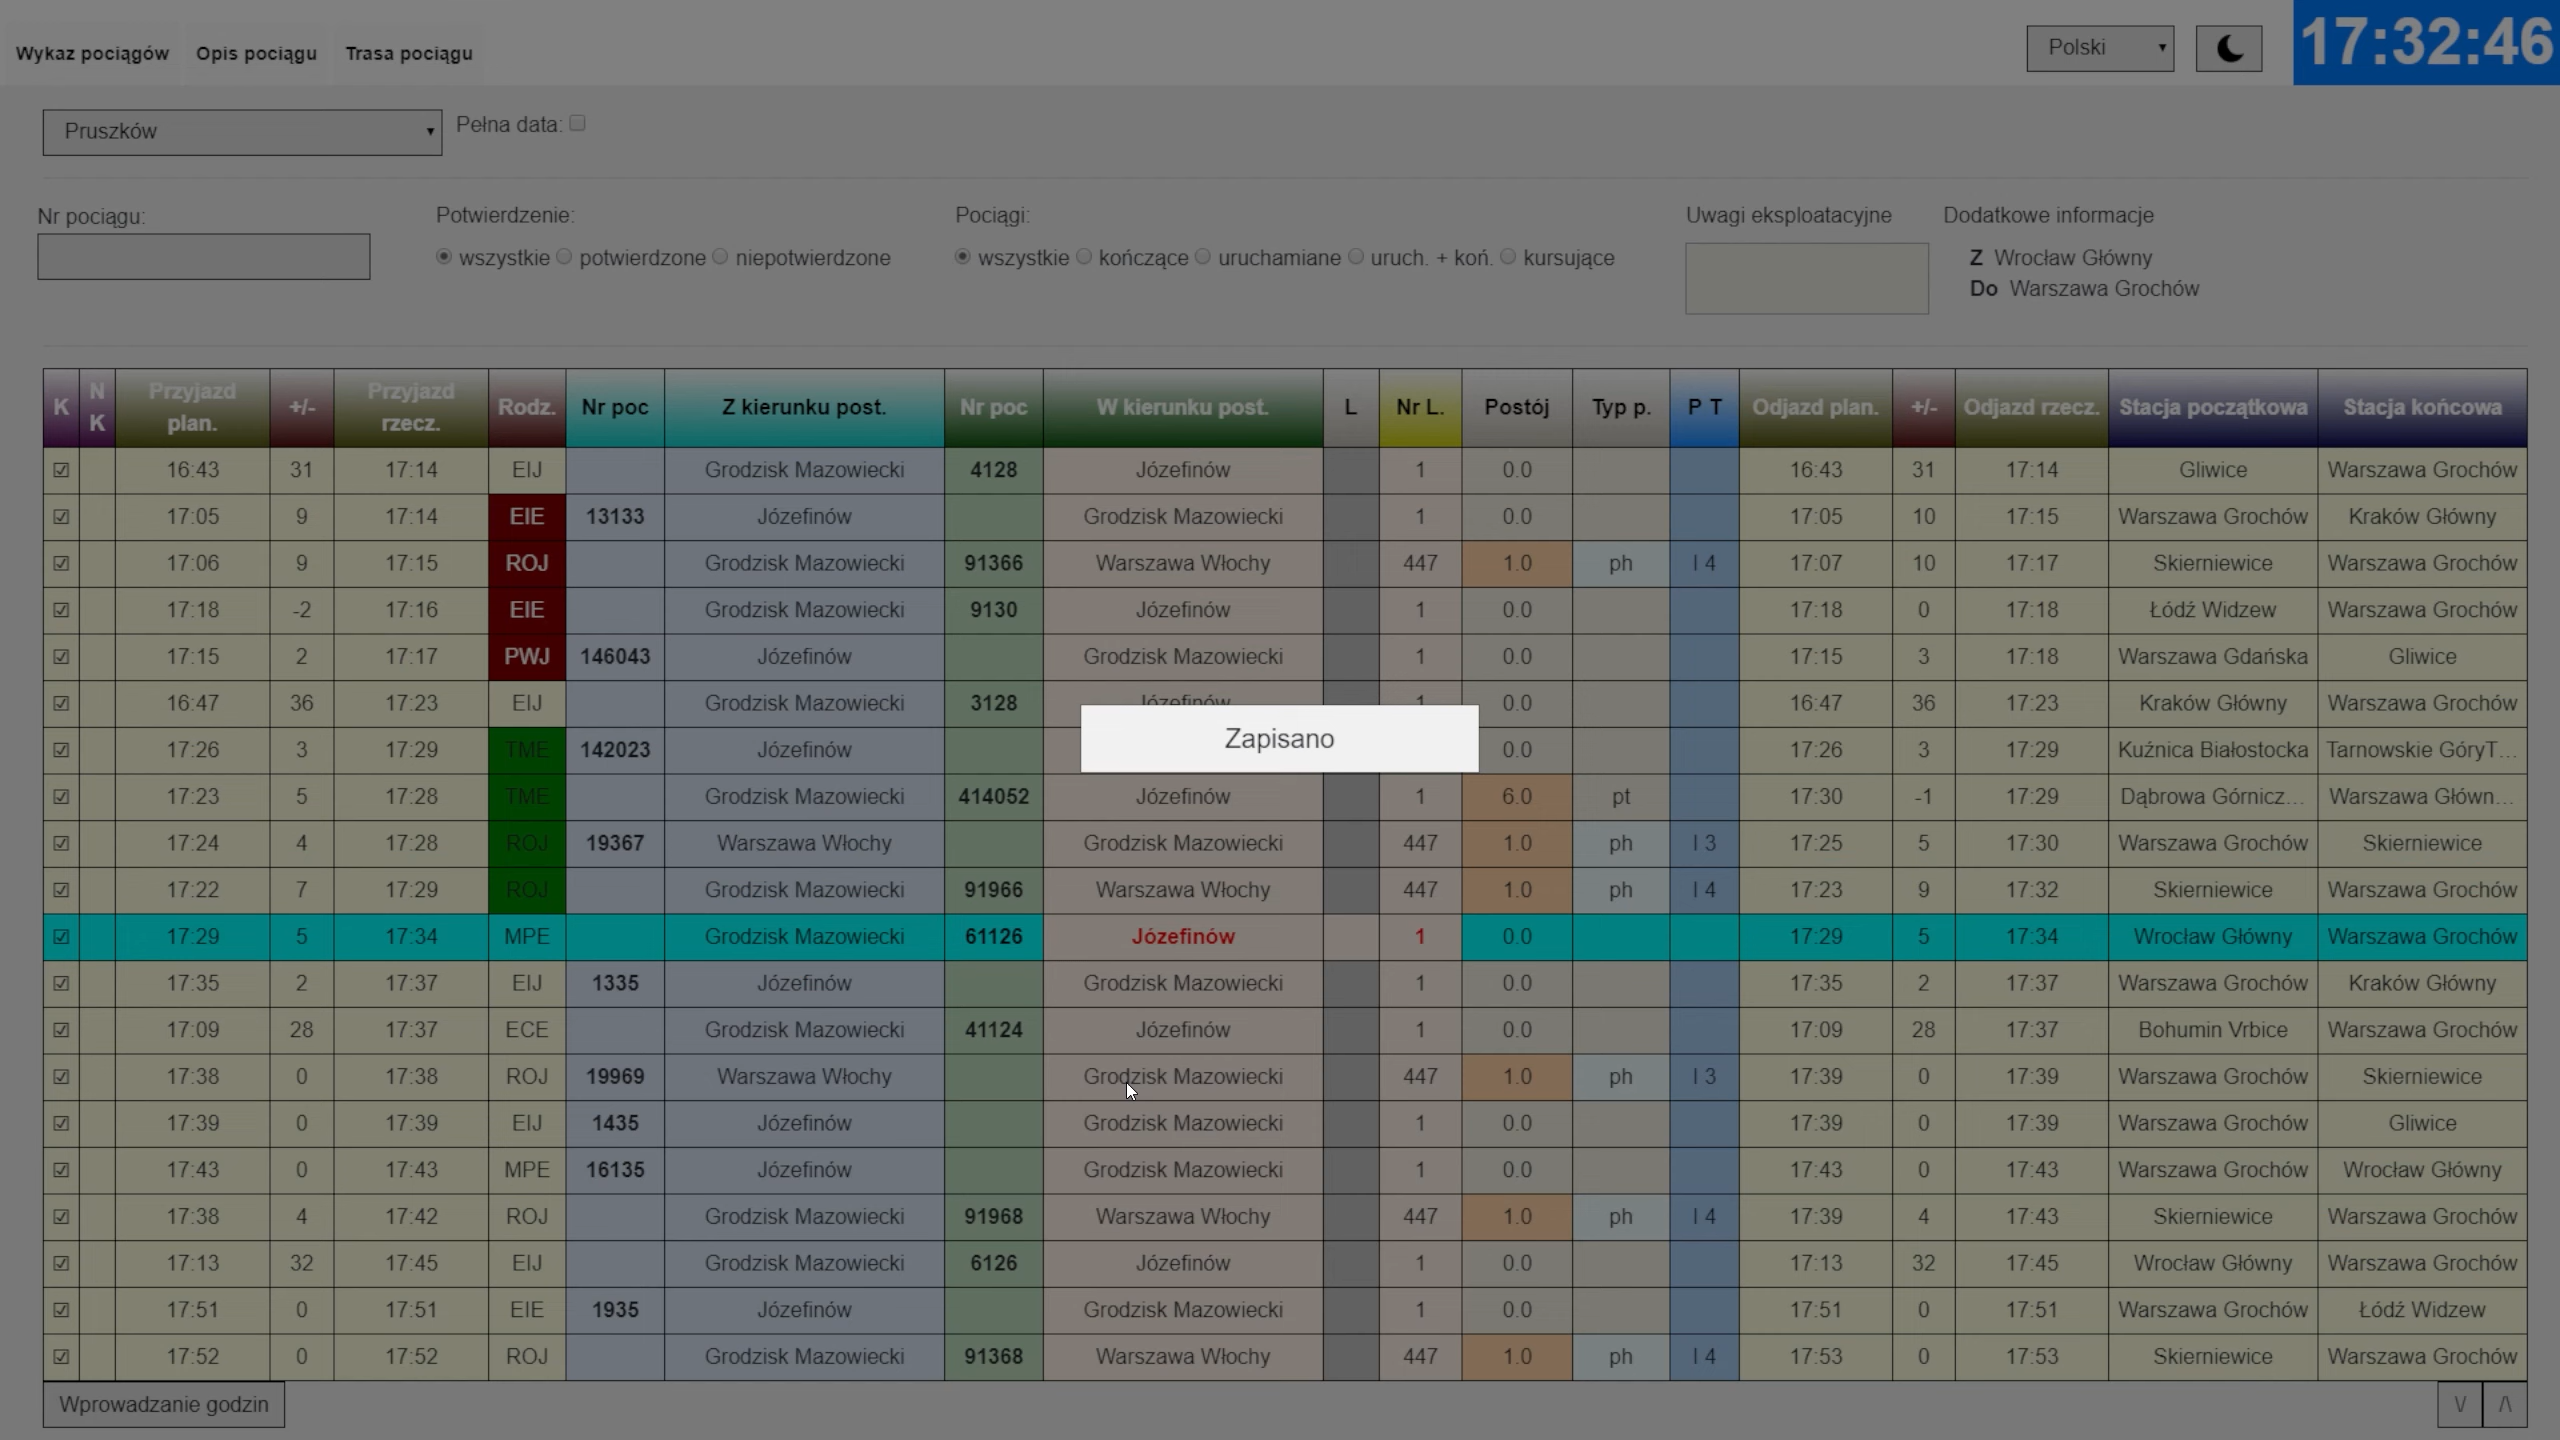 Wykaz pociągów Opis pociągu Trasa pociągu Polski 17:32:46
Pruszków Pełna data:
Nr pociągu: Potwierdzenie: Pociągi: Uwagi eksploatacyjne Dodatkowe informacje
wszystkie potwierdzone niepotwierdzone wszystkie kończące uruchamiane uruch. + koń. kursujące Z Wrocław Główny
Do Warszawa Grochów
K N K Przyjazd plan. +/- Przyjazd rzecz. Rodz. Nr poc Z kierunku post. Nr poc W kierunku post. L Nr L. Postój Typ p. P T Odjazd plan. +/- Odjazd rzecz. Stacja początkowa Stacja końcowa
16:43 31 17:14 EIJ Grodzisk Mazowiecki 4128 Józefinów 1 0.0 16:43 31 17:14 Gliwice Warszawa Grochów
17:05 9 17:14 EIE 13133 Józefinów Grodzisk Mazowiecki 1 0.0 17:05 10 17:15 Warszawa Grochów Kraków Główny
17:06 9 17:15 ROJ Grodzisk Mazowiecki 91366 Warszawa Włochy 447 1.0 ph I 4 17:07 10 17:17 Skierniewice Warszawa Grochów
17:18 -2 17:16 EIE Grodzisk Mazowiecki 9130 Józefinów 1 0.0 17:18 0 17:18 Łódź Widzew Warszawa Grochów
17:15 2 17:17 PWJ 146043 Józefinów Grodzisk Mazowiecki 1 0.0 17:15 3 17:18 Warszawa Gdańska Gliwice
16:47 36 17:23 EIJ Grodzisk Mazowiecki 3128 Józefinów 1 0.0 16:47 36 17:23 Kraków Główny Warszawa Grochów
Zapisano
17:26 3 17:29 TME 142023 Józefinów 0.0 17:26 3 17:29 Kuźnica Białostocka Tarnowskie GóryT...
17:23 5 17:28 TME Grodzisk Mazowiecki 414052 Józefinów 1 6.0 pt 17:30 -1 17:29 Dąbrowa Górnicz... Warszawa Główn...
17:24 4 17:28 ROJ 19367 Warszawa Włochy Grodzisk Mazowiecki 447 1.0 ph I 3 17:25 5 17:30 Warszawa Grochów Skierniewice
17:22 7 17:29 ROJ Grodzisk Mazowiecki 91966 Warszawa Włochy 447 1.0 ph I 4 17:23 9 17:32 Skierniewice Warszawa Grochów
17:29 5 17:34 MPE Grodzisk Mazowiecki 61126 Józefinów 1 0.0 17:29 5 17:34 Wrocław Główny Warszawa Grochów
17:35 2 17:37 EIJ 1335 Józefinów Grodzisk Mazowiecki 1 0.0 17:35 2 17:37 Warszawa Grochów Kraków Główny
17:09 28 17:37 ECE Grodzisk Mazowiecki 41124 Józefinów 1 0.0 17:09 28 17:37 Bohumin Vrbice Warszawa Grochów
17:38 0 17:38 ROJ 19969 Warszawa Włochy Grodzisk Mazowiecki 447 1.0 ph I 3 17:39 0 17:39 Warszawa Grochów Skierniewice
17:39 0 17:39 EIJ 1435 Józefinów Grodzisk Mazowiecki 1 0.0 17:39 0 17:39 Warszawa Grochów Gliwice
17:43 0 17:43 MPE 16135 Józefinów Grodzisk Mazowiecki 1 0.0 17:43 0 17:43 Warszawa Grochów Wrocław Główny
17:38 4 17:42 ROJ Grodzisk Mazowiecki 91968 Warszawa Włochy 447 1.0 ph I 4 17:39 4 17:43 Skierniewice Warszawa Grochów
17:13 32 17:45 EIJ Grodzisk Mazowiecki 6126 Józefinów 1 0.0 17:13 32 17:45 Wrocław Główny Warszawa Grochów
17:51 0 17:51 EIE 1935 Józefinów Grodzisk Mazowiecki 1 0.0 17:51 0 17:51 Warszawa Grochów Łódź Widzew
17:52 0 17:52 ROJ Grodzisk Mazowiecki 91368 Warszawa Włochy 447 1.0 ph I 4 17:53 0 17:53 Skierniewice Warszawa Grochów
Wprowadzanie godzin \/ /\